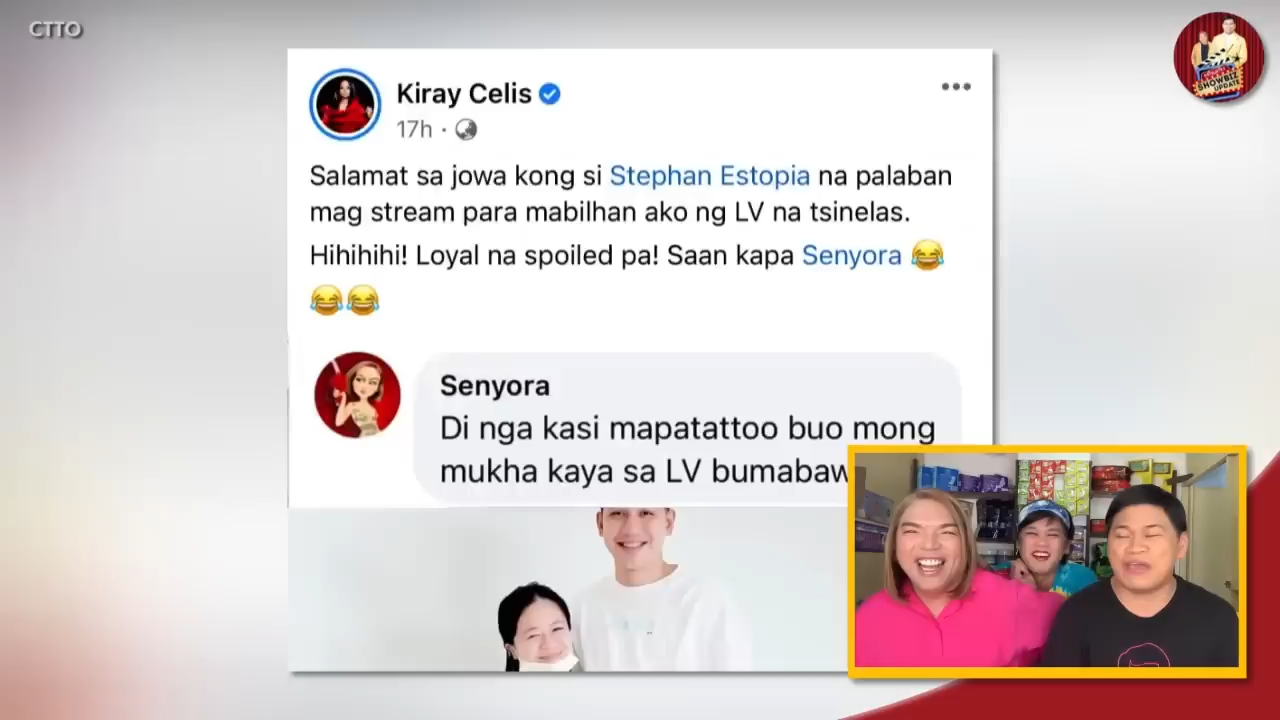 CTTO
SHOWBIZ
UPDATE
Kiray Celis
17h ·
Salamat sa jowa kong si Stephan Estopia na palaban
mag stream para mabilhan ako ng LV na tsinelas.
Hihihihi! Loyal na spoiled pa! Saan kapa Senyora 😂
😂😂
Senyora
Di nga kasi mapatattoo buo mong
mukha kaya sa LV bumabaw